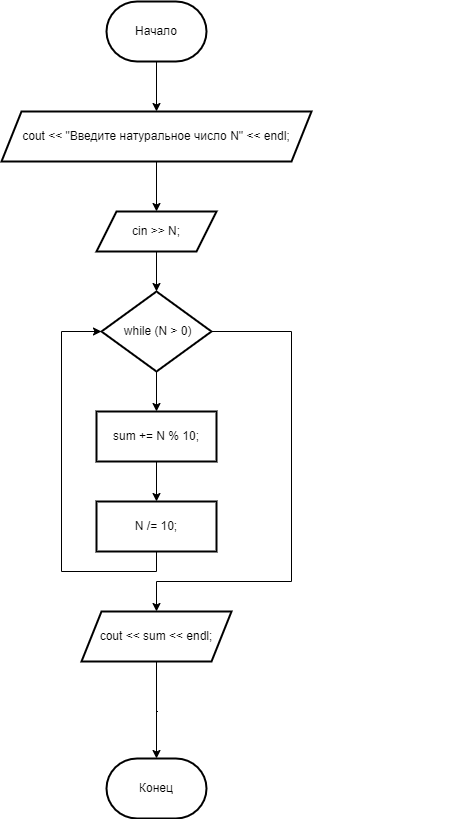 Начало
cout << "Введите натуральное число N" << endl;
cin >> N;
while (N > 0)
sum += N % 10;
N /= 10;
cout << sum << endl;
Конец